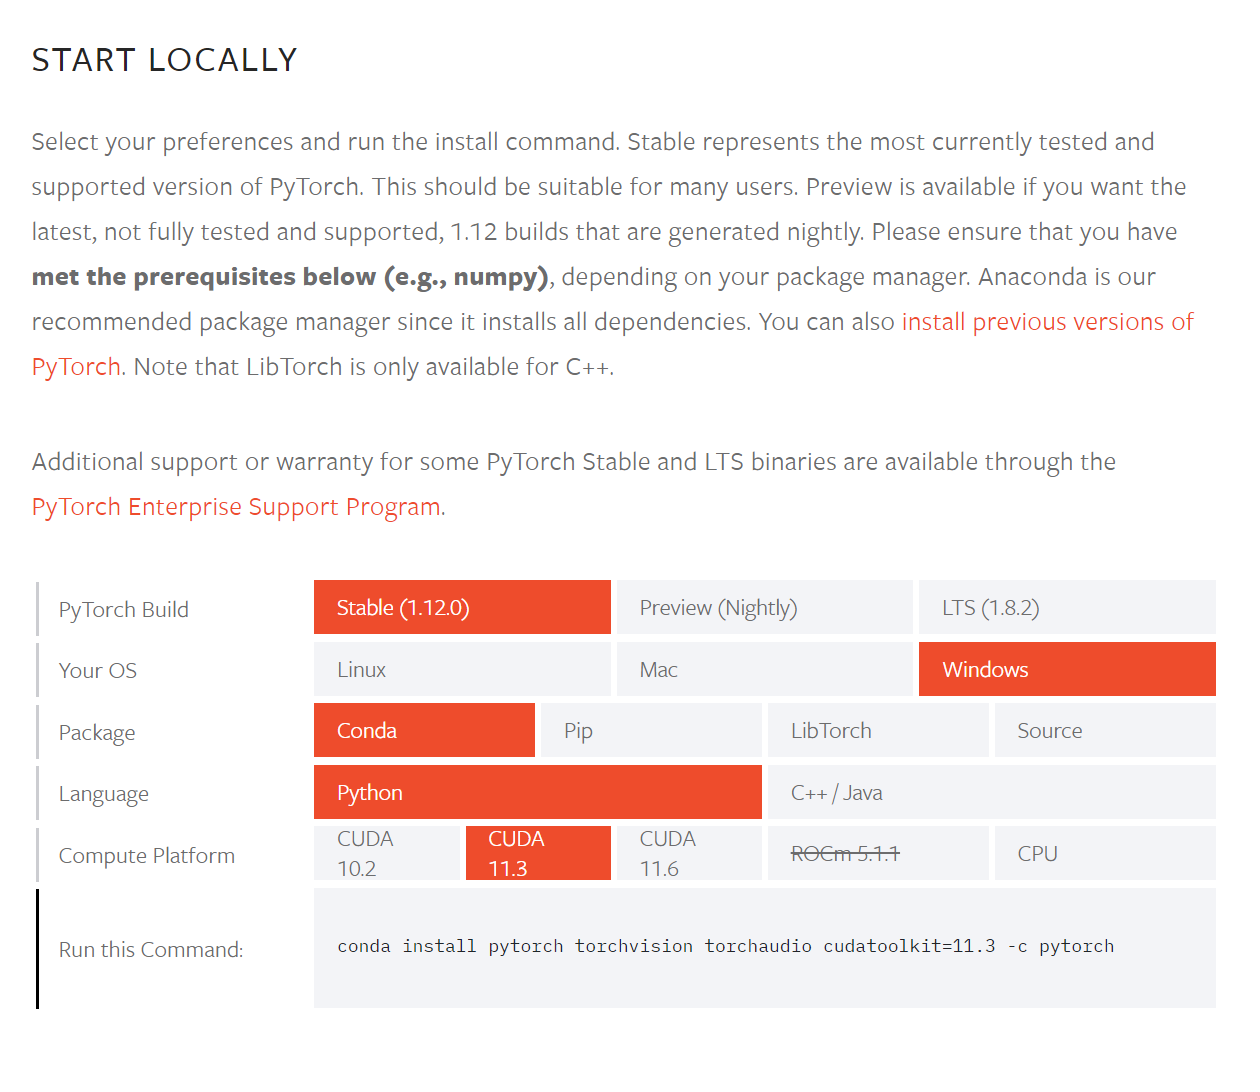 START LOCALLY
Select your preferences and run the install command. Stable represents the most currently tested and
supported version of PyTorch. This should be suitable for many users. Preview is available if you want the
latest, not fully tested and supported, 1.12 builds that are generated nightly. Please ensure that you have
met the prerequisites below (e.g., numpy), depending on your package manager. Anaconda is our
recommended package manager since it installs all dependencies. You can also install previous versions of
PyTorch. Note that LibTorch is only available for C++.
Additional support or warranty for some PyTorch Stable and LTS binaries are available through the
PyTorch Enterprise Support Program.
PyTorch Build
Stable (1.12.0)
Preview (Nightly)
LTS (1.8.2)
Your OS
Linux
Mac
Windows
Package
Conda
Pip
LibTorch
Source
Language
Python
C++ / Java
Compute Platform
CUDA
10.2
CUDA
11.3
CUDA
11.6
ROCm 5.1.1
CPU
Run this Command:
conda install pytorch torchvision torchaudio cudatoolkit=11.3 -c pytorch